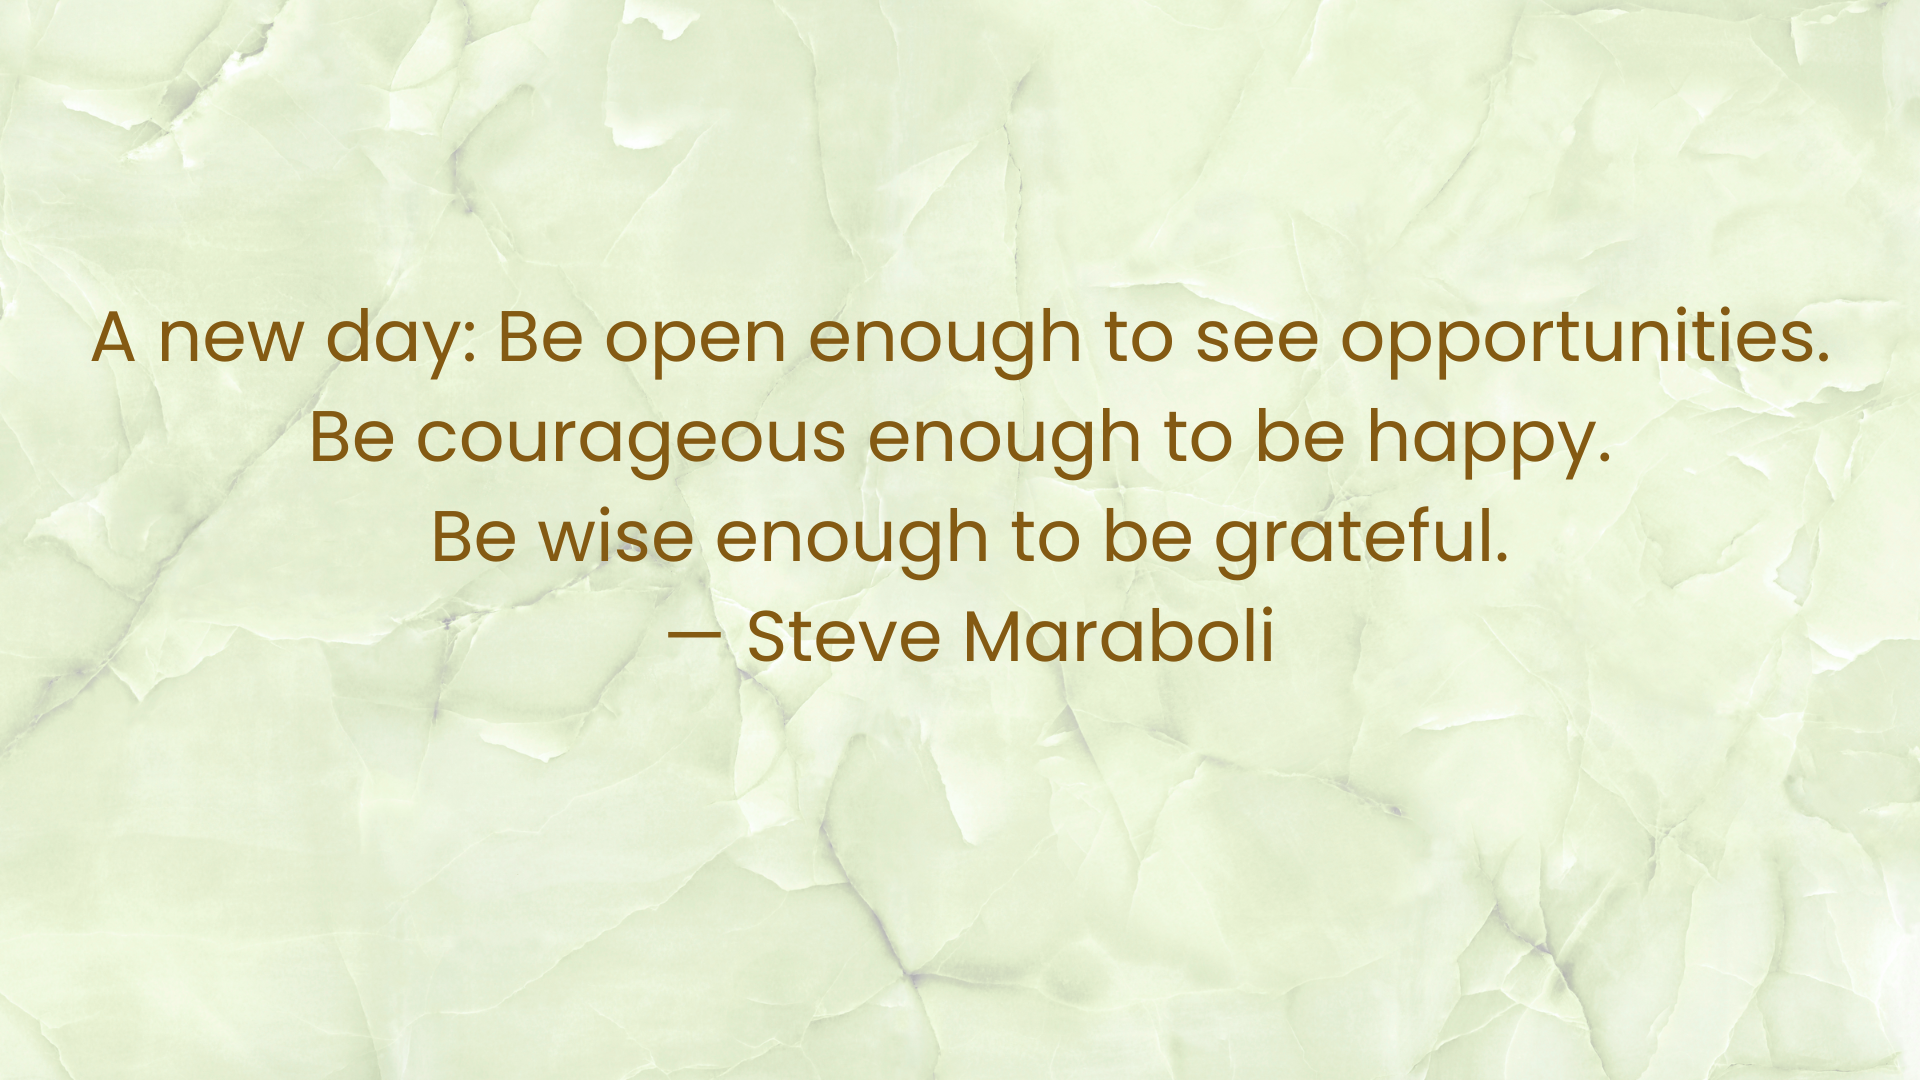 A new day: Be open enough to see opportunities.
Be courageous enough to be happy.
Be wise enough to be grateful.
— Steve Maraboli